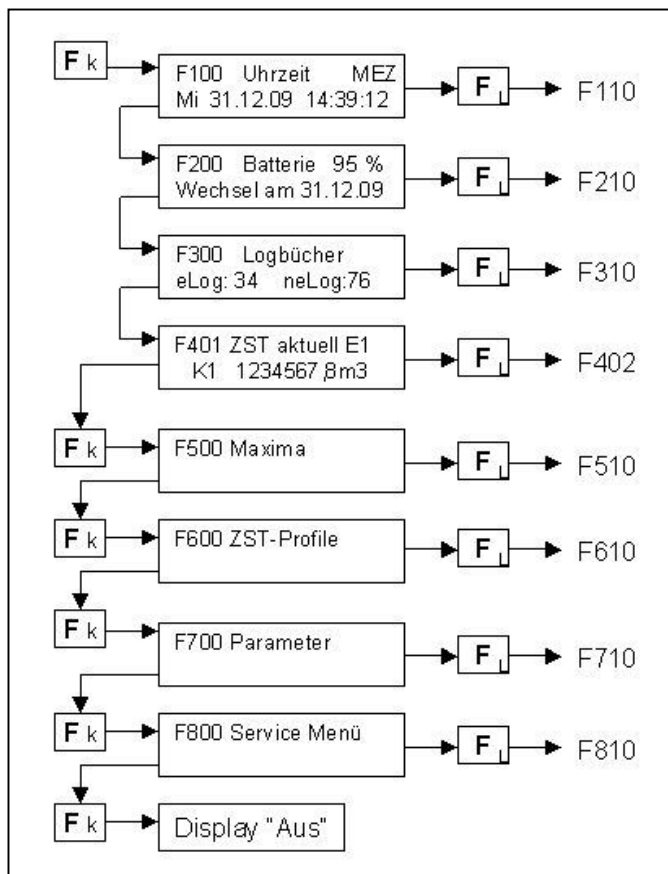 F k
F100 Uhrzeit MEZ
Mi 31.12.09 14:39:12
F L
F110
F200 Batterie 95 %
Wechsel am 31.12.09
F L
F210
F300 Logbücher
eLog: 34 neLog:76
F L
F310
F401 ZST aktuell E1
K1 1234567,8m3
F L
F402
F k
F500 Maxima
F L
F510
F k
F600 ZST-Profile
F L
F610
F k
F700 Parameter
F L
F710
F k
F800 Service Menü
F L
F810
F k
Display "Aus"